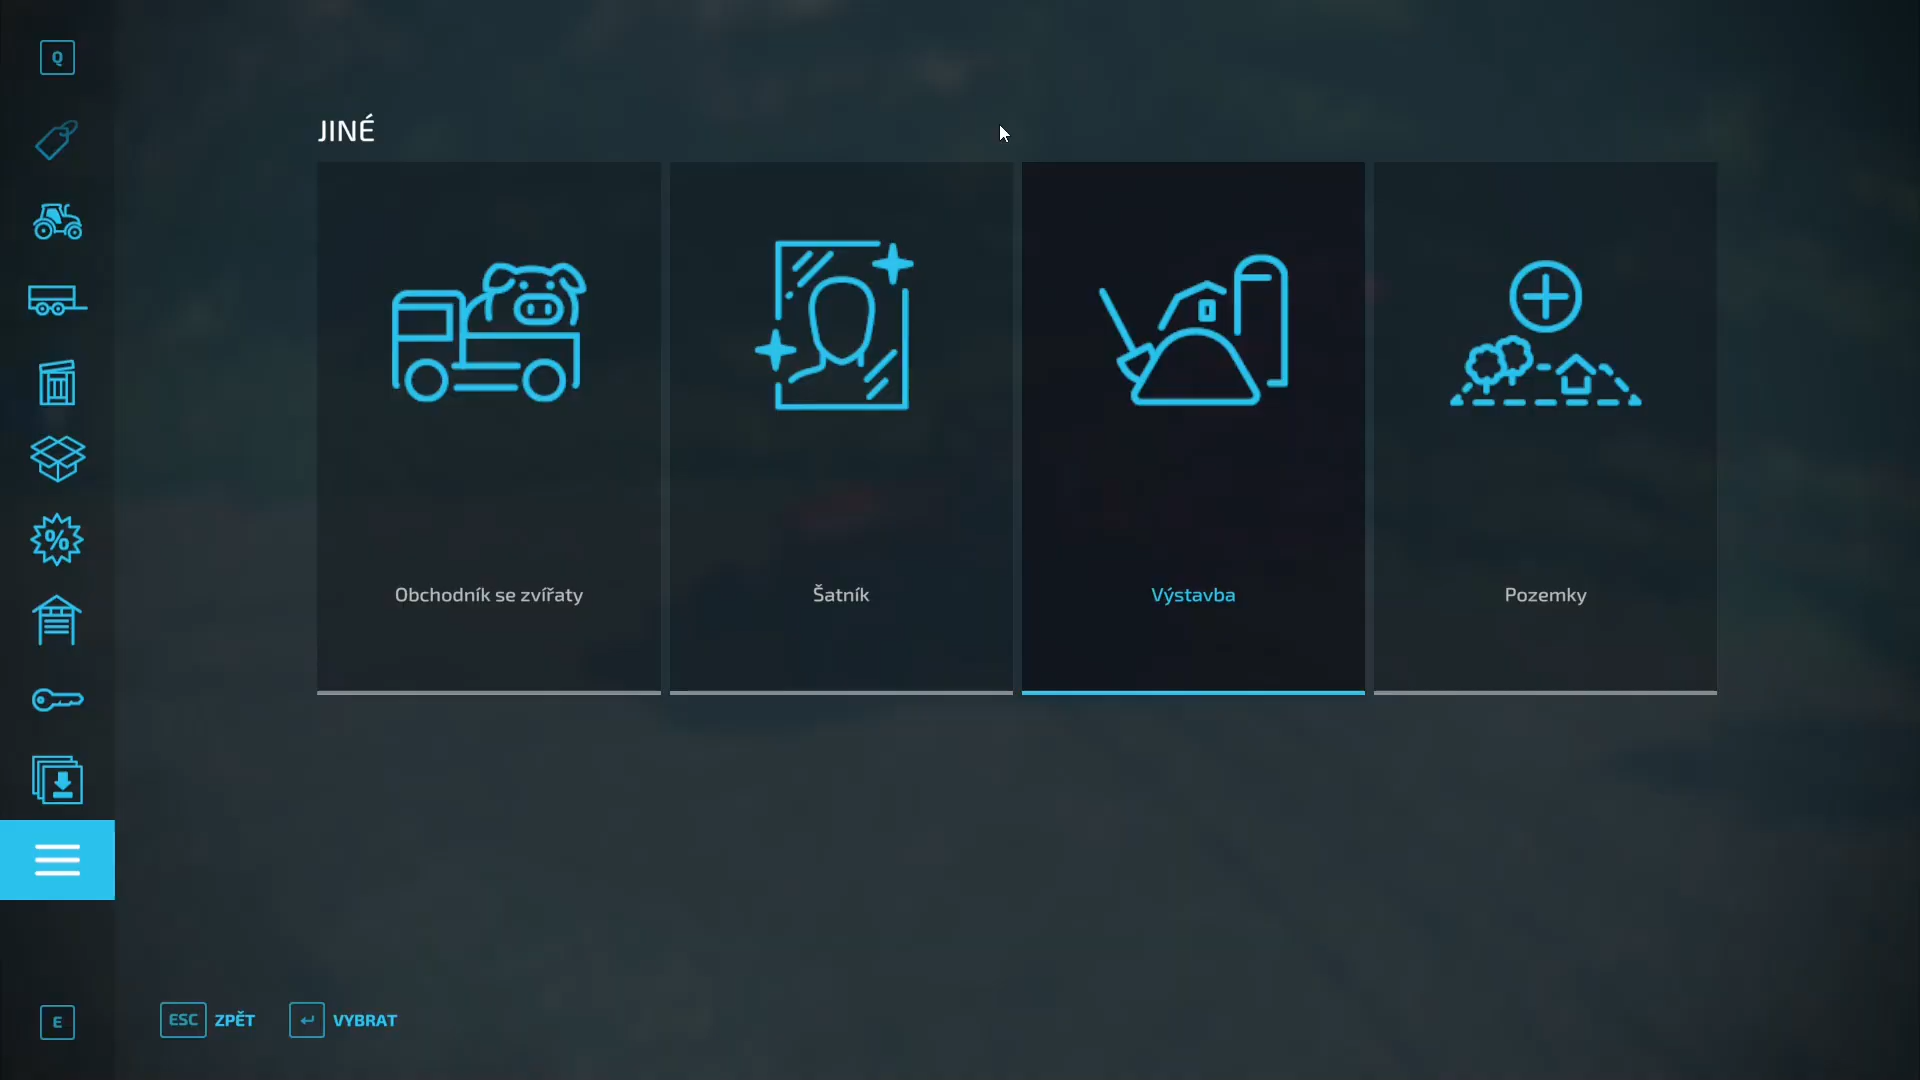 Q
JINÉ
%
Obchodník se zvířaty
Šatník
Výstavba
Pozemky
E
ESC ZPĚT
↵ VYBRAT